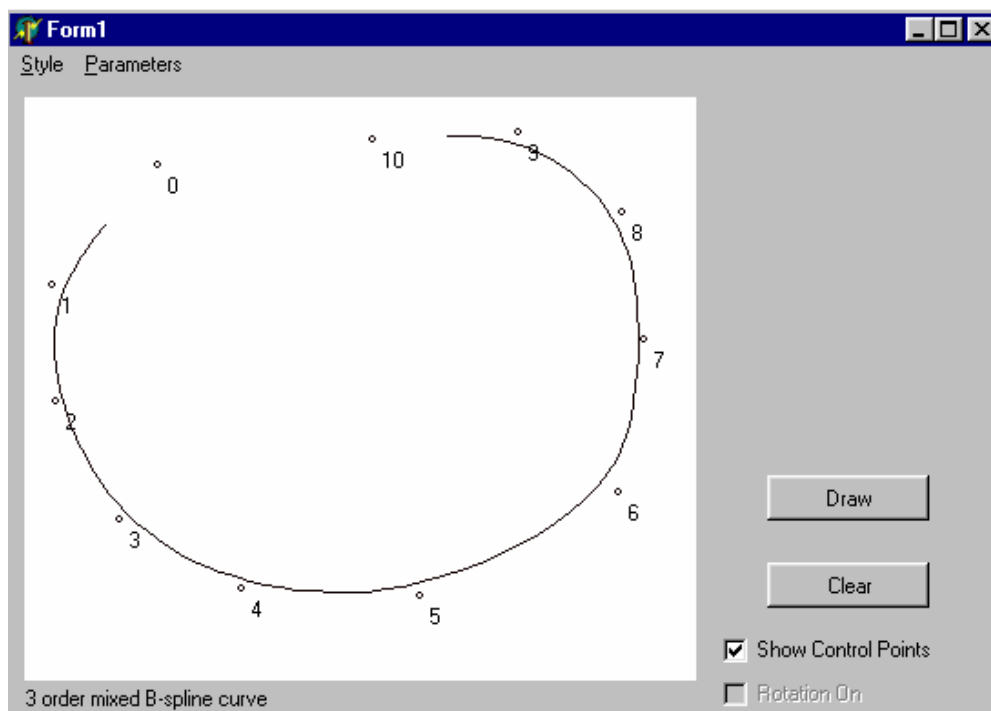 Form1
Style Parameters
0
10
9
8
1
7
2
6
3
4
5
Draw
Clear
Show Control Points
Rotation On
3 order mixed B-spline curve